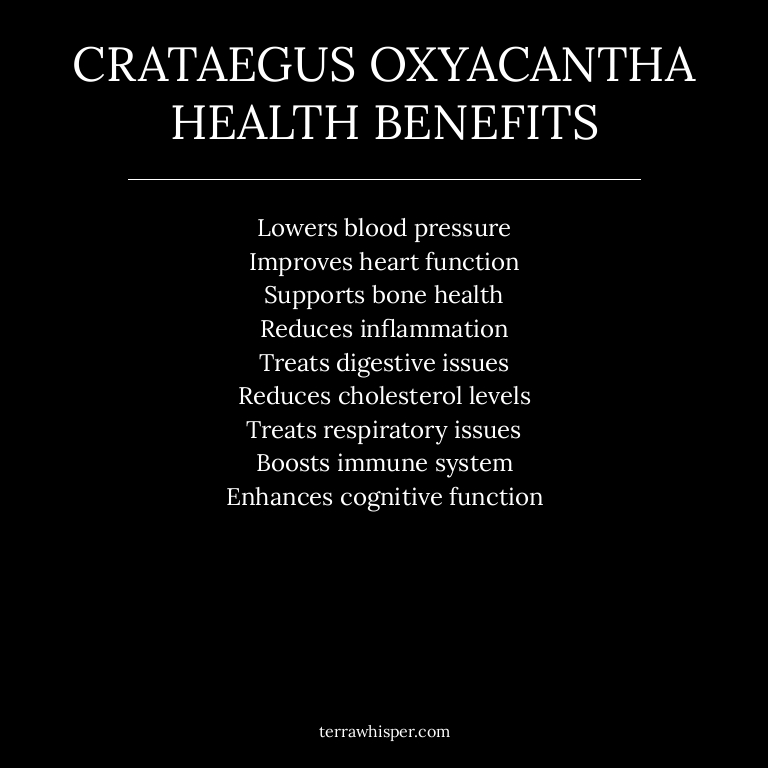 CRATAEGUS OXYACANTHA
HEALTH BENEFITS
Lowers blood pressure
Improves heart function
Supports bone health
Reduces inflammation
Treats digestive issues
Reduces cholesterol levels
Treats respiratory issues
Boosts immune system
Enhances cognitive function
terrawhisper.com